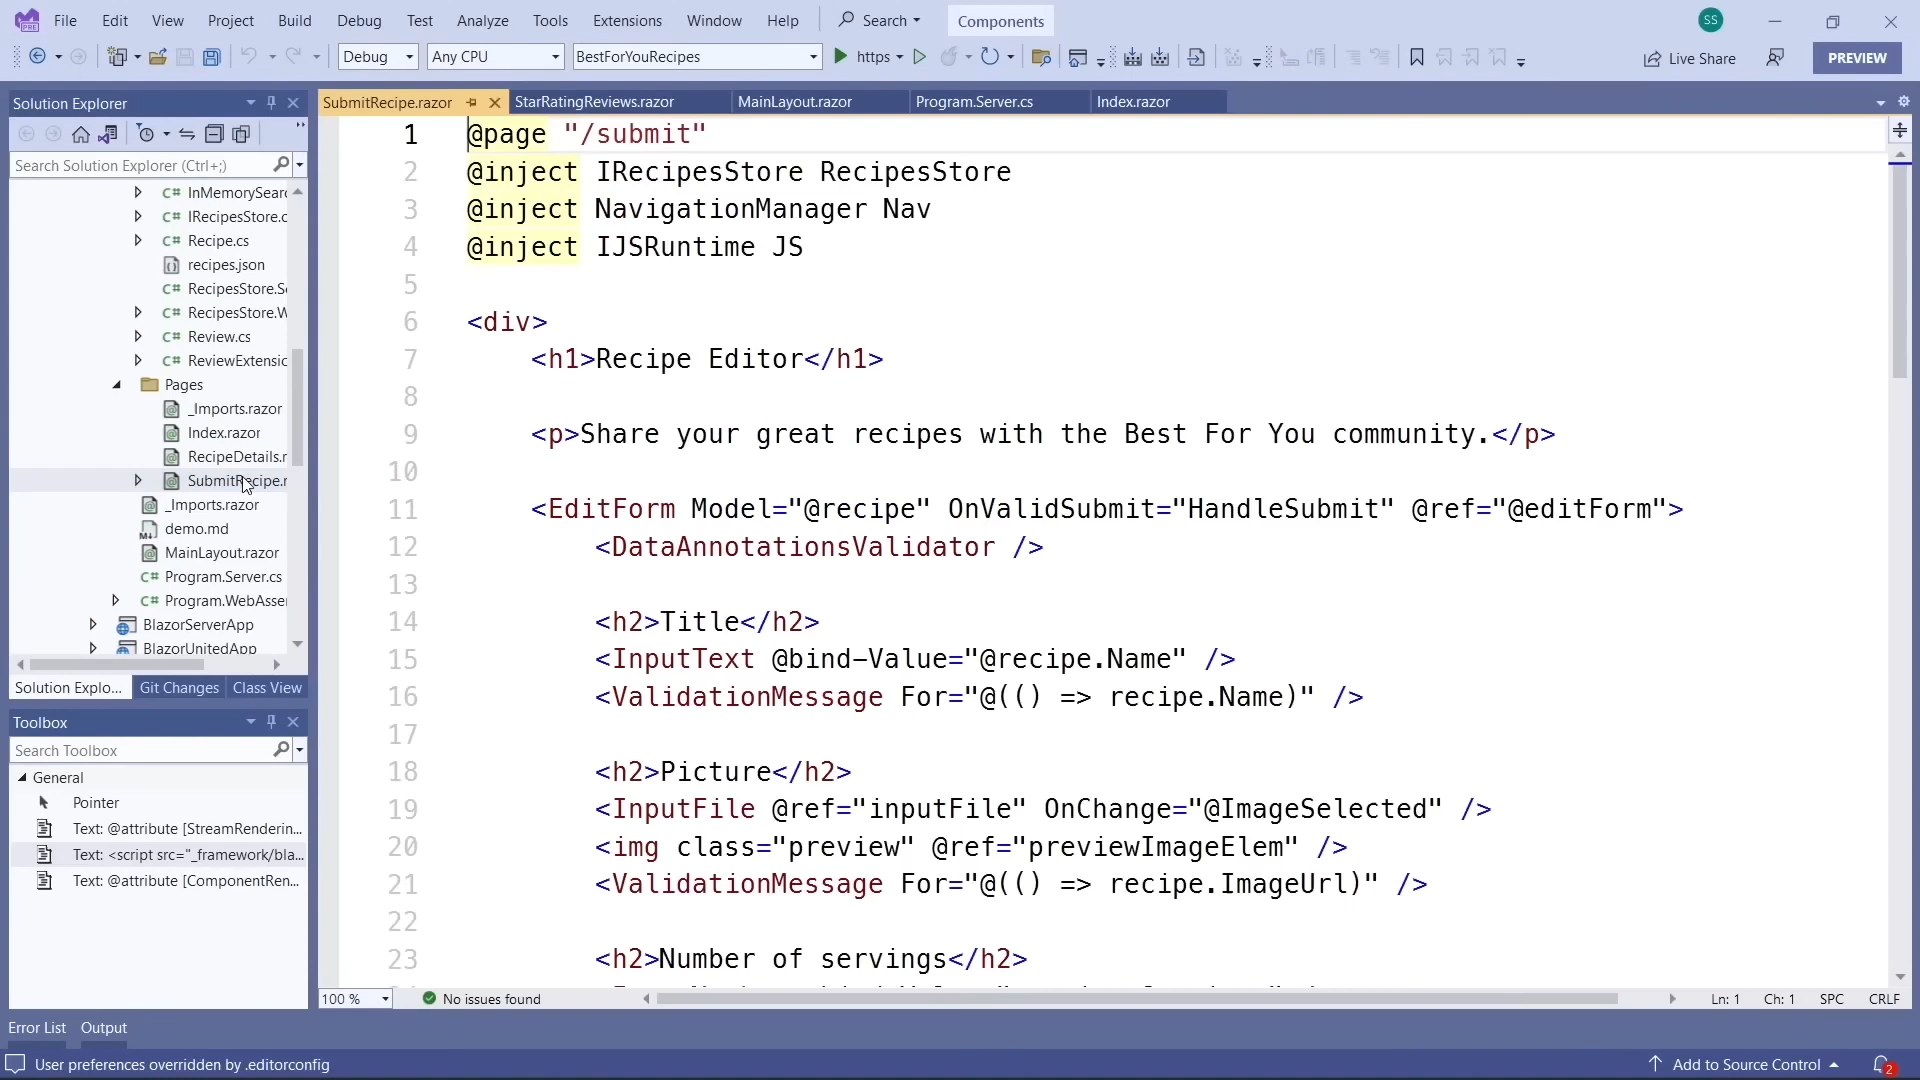 File Edit View Project Build Debug Test Analyze Tools Extensions Window Help Search Components SS
Debug Any CPU BestForYouRecipes https Live Share PREVIEW
Solution Explorer
Search Solution Explorer (Ctrl+;)
C# InMemorySearc
C# IRecipesStore.c
C# Recipe.cs
recipes.json
C# RecipesStore.Se
C# RecipesStore.W
C# Review.cs
C# ReviewExtensio
Pages
_Imports.razor
Index.razor
RecipeDetails.r
SubmitRecipe.r
_Imports.razor
demo.md
MainLayout.razor
C# Program.Server.cs
C# Program.WebAsse
BlazorServerApp
BlazorUnitedApp
Solution Explo... Git Changes Class View
Toolbox
Search Toolbox
General
Pointer
Text: @attribute [StreamRenderin...
Text: <script src="_framework/bla...
Text: @attribute [ComponentRen...
SubmitRecipe.razor StarRatingReviews.razor MainLayout.razor Program.Server.cs Index.razor
1 @page "/submit"
2 @inject IRecipesStore RecipesStore
3 @inject NavigationManager Nav
4 @inject IJSRuntime JS
5
6 <div>
7 <h1>Recipe Editor</h1>
8
9 <p>Share your great recipes with the Best For You community.</p>
10
11 <EditForm Model="@recipe" OnValidSubmit="HandleSubmit" @ref="@editForm">
12 <DataAnnotationsValidator />
13
14 <h2>Title</h2>
15 <InputText @bind-Value="@recipe.Name" />
16 <ValidationMessage For="@(() => recipe.Name)" />
17
18 <h2>Picture</h2>
19 <InputFile @ref="inputFile" OnChange="@ImageSelected" />
20 <img class="preview" @ref="previewImageElem" />
21 <ValidationMessage For="@(() => recipe.ImageUrl)" />
22
23 <h2>Number of servings</h2>
100 % No issues found Ln: 1 Ch: 1 SPC CRLF
Error List Output
User preferences overridden by .editorconfig Add to Source Control 2